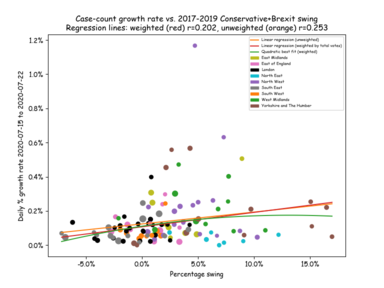 Case-count growth rate vs. 2017-2019 Conservative+Brexit swing
Regression lines: weighted (red) r=0.202, unweighted (orange) r=0.253
Daily % growth rate 2020-07-15 to 2020-07-22
1.2%
1.0%
0.8%
0.6%
0.4%
0.2%
0.0%
Linear regression (unweighted)
Linear regression (weighted by total votes)
Quadratic best fit (weighted)
East Midlands
East of England
London
North East
North West
South East
South West
West Midlands
Yorkshire and The Humber
-5.0%
0.0%
5.0%
10.0%
15.0%
Percentage swing